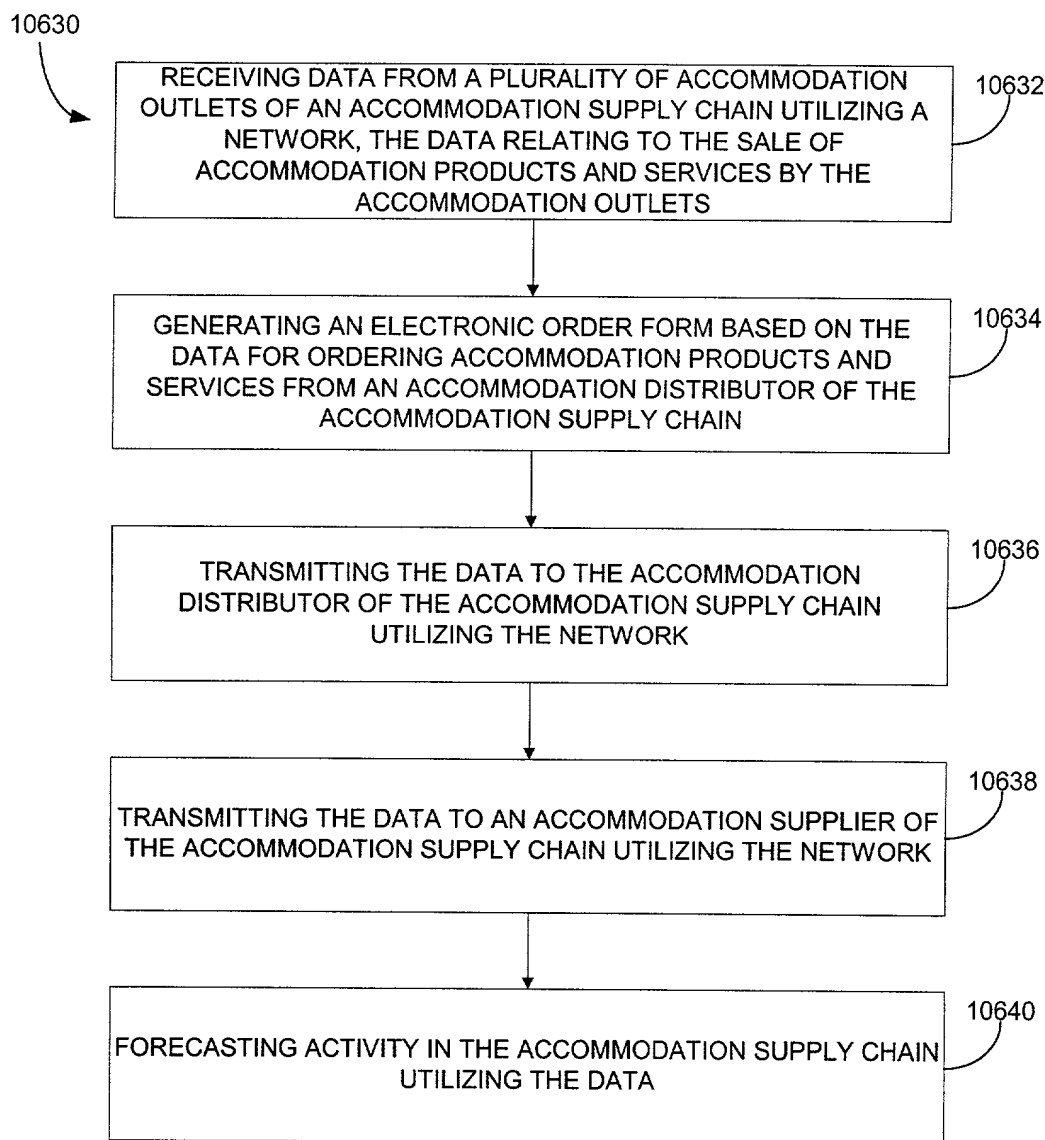 10630
RECEIVING DATA FROM A PLURALITY OF ACCOMMODATION
OUTLETS OF AN ACCOMMODATION SUPPLY CHAIN UTILIZING A
NETWORK, THE DATA RELATING TO THE SALE OF
ACCOMMODATION PRODUCTS AND SERVICES BY THE
ACCOMMODATION OUTLETS
10632
GENERATING AN ELECTRONIC ORDER FORM BASED ON THE
DATA FOR ORDERING ACCOMMODATION PRODUCTS AND
SERVICES FROM AN ACCOMMODATION DISTRIBUTOR OF THE
ACCOMMODATION SUPPLY CHAIN
10634
TRANSMITTING THE DATA TO THE ACCOMMODATION
DISTRIBUTOR OF THE ACCOMMODATION SUPPLY CHAIN
UTILIZING THE NETWORK
10636
TRANSMITTING THE DATA TO AN ACCOMMODATION SUPPLIER OF
THE ACCOMMODATION SUPPLY CHAIN UTILIZING THE NETWORK
10638
FORECASTING ACTIVITY IN THE ACCOMMODATION SUPPLY CHAIN
UTILIZING THE DATA
10640